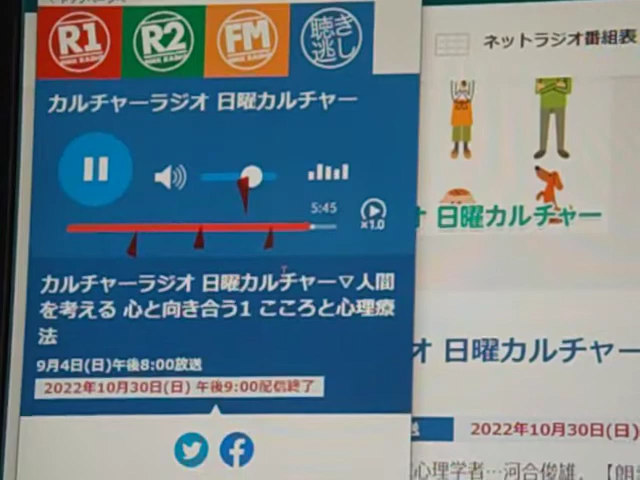 R1
R2
FM
聴き
逃し
ネットラジオ番組表
カルチャーラジオ 日曜カルチャー
5:45
×1.0
オ 日曜カルチャー
カルチャーラジオ 日曜カルチャー▽人間
を考える 心と向き合う1 こころと心理療
法
9月4日(日)午後8:00放送
2022年10月30日(日) 午後9:00配信終了
オ 日曜カルチャー
2022年10月30日(日)
心理学者…河合俊雄,